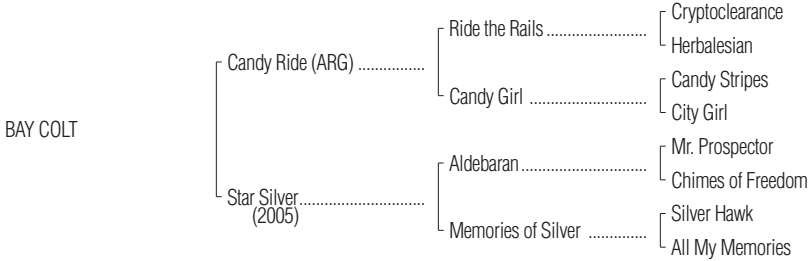 Cryptoclearance
Ride the Rails ........................
Herbalesian
Candy Ride (ARG) ................
Candy Stripes
Candy Girl ............................
City Girl
BAY COLT
Mr. Prospector
Aldebaran..............................
Chimes of Freedom
Star Silver..............................
(2005)
Silver Hawk
Memories of Silver ..............
All My Memories